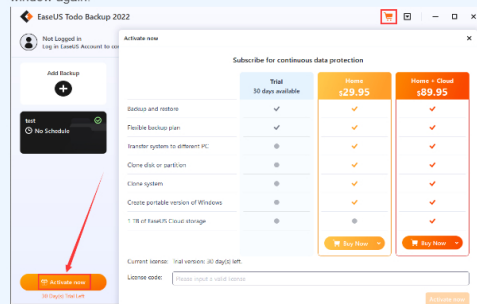 window again.
EaseUS Todo Backup 2022
Not Logged in
Log in EaseUS Account to con
Activate now
Subscribe for continuous data protection
Add Backup
Trial
30 days available
Home
$29.95
Home + Cloud
$89.95
test
No Schedule
Backup and restore
Flexible backup plan
Transfer system to different PC
Clone disk or partition
Clone system
Create portable version of Windows
1 TB of EaseUS Cloud storage
Buy Now
Buy Now
Current license: Trial version: 30 day(s) left.
License code:
Please input a valid license
Activate now
30 Day(s) Trial Left
Activate now